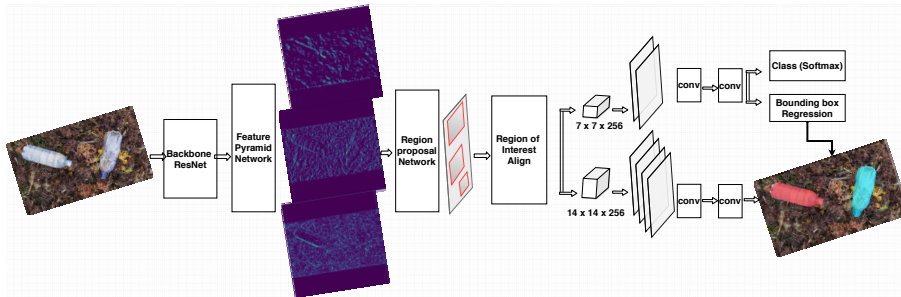 Backbone
ResNet
Feature
Pyramid
Network
Region
proposal
Network
Region of
Interest
Align
7 x 7 x 256
14 x 14 x 256
conv
conv
Class (Softmax)
Bounding box
Regression
conv
conv